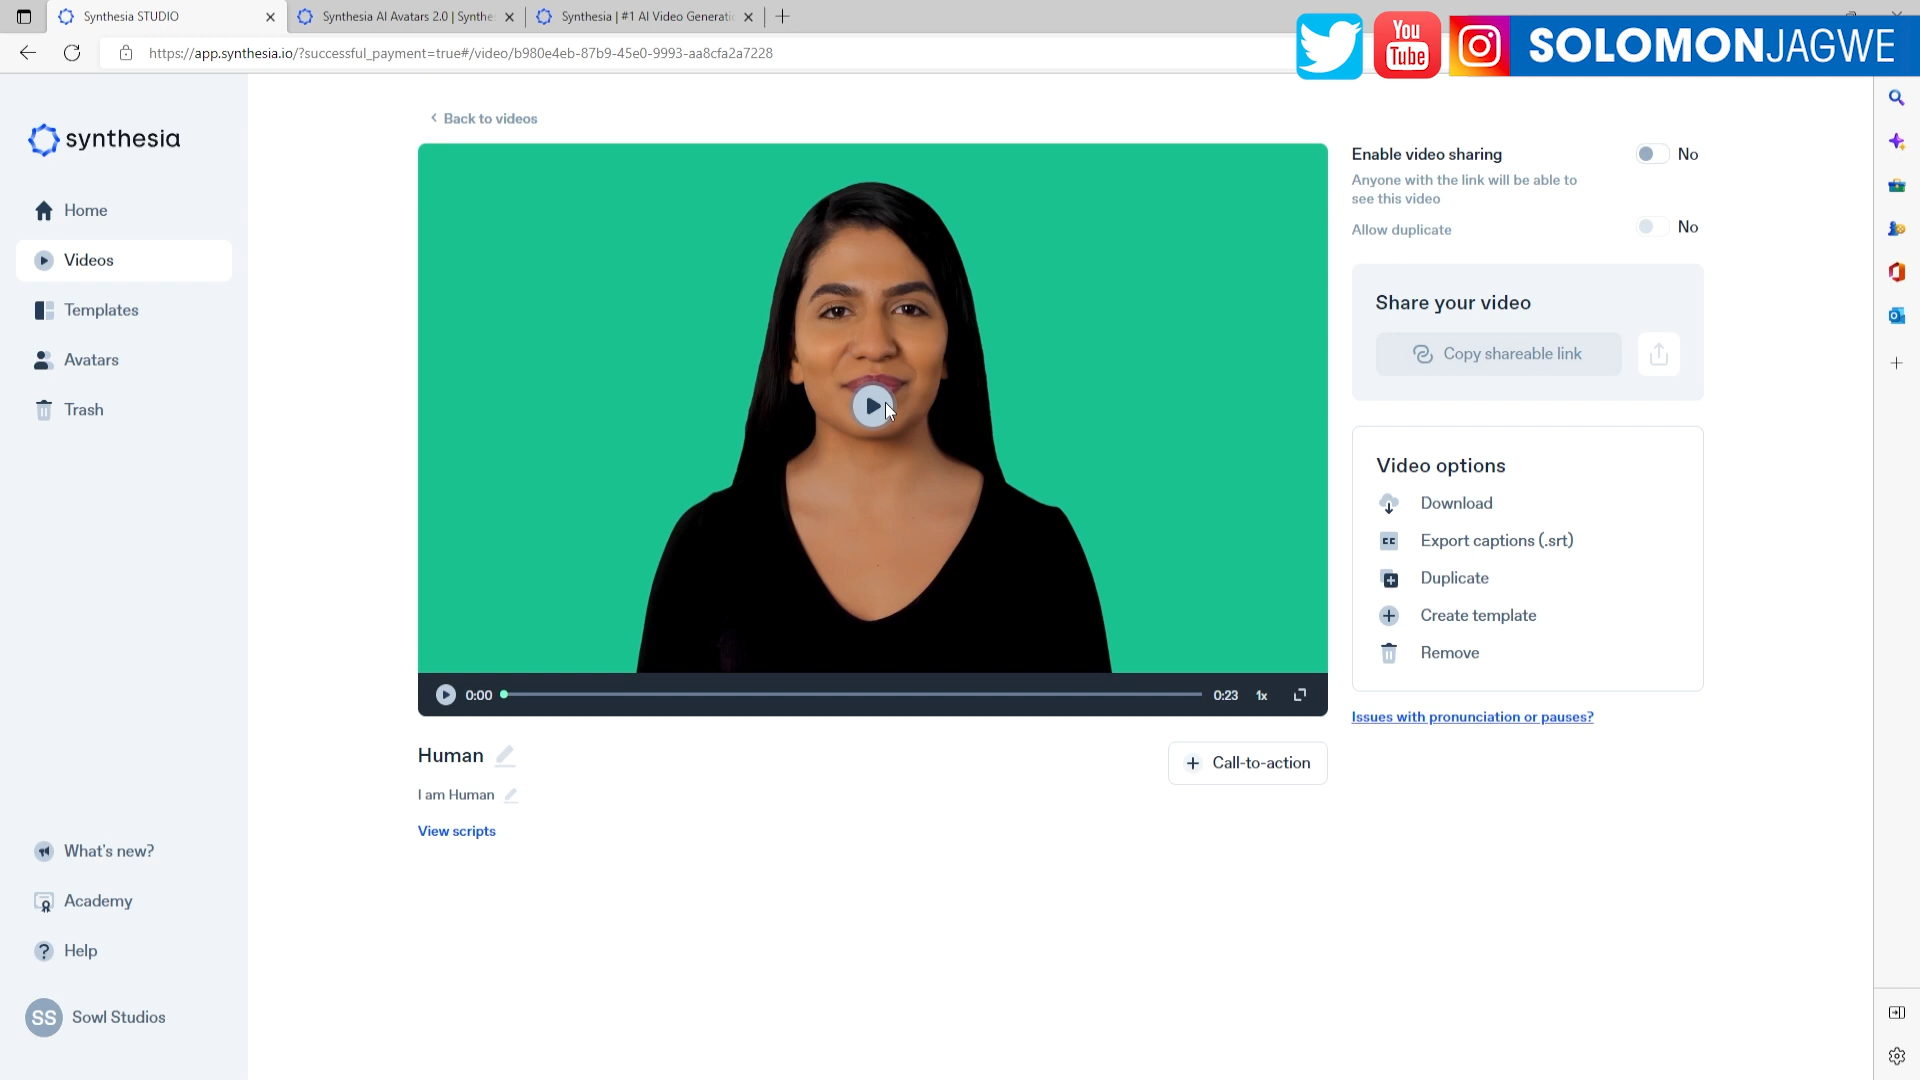 Synthesia STUDIO
Synthesia AI Avatars 2.0 | Synthe
Synthesia | #1 AI Video Generati
https://app.synthesia.io/?successful_payment=true#/video/b980e4eb-87b9-45e0-9993-aa8cfa2a7228
You
Tube
SOLOMONJAGWE
synthesia
Home
Videos
Templates
Avatars
Trash
What's new?
Academy
Help
SS Sowl Studios
Back to videos
0:00
0:23
1x
Human
I am Human
View scripts
Call-to-action
Enable video sharing
No
Anyone with the link will be able to
see this video
Allow duplicate
No
Share your video
Copy shareable link
Video options
Download
CC Export captions (.srt)
Duplicate
Create template
Remove
Issues with pronunciation or pauses?